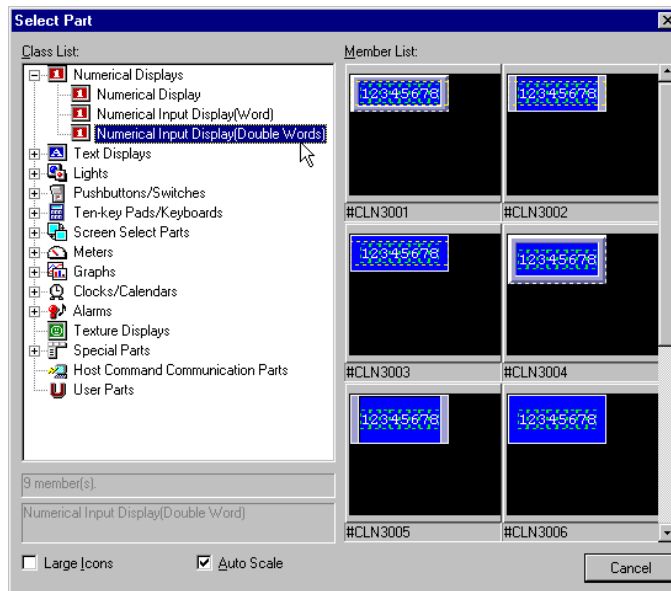 Select Part
Class List:
Member List:
Numerical Displays
Numerical Display
Numerical Input Display(Word)
Numerical Input Display(Double Words)
Text Displays
Lights
Pushbuttons/Switches
Ten-key Pads/Keyboards
Screen Select Parts
Meters
Graphs
Clocks/Calendars
Alarms
Texture Displays
Special Parts
Host Command Communication Parts
User Parts
12345678
12345678
#CLN3001
#CLN3002
12345678
12345678
#CLN3003
#CLN3004
12345678
12345678
#CLN3005
#CLN3006
9 member(s).
Numerical Input Display(Double Word)
Large Icons
Auto Scale
Cancel